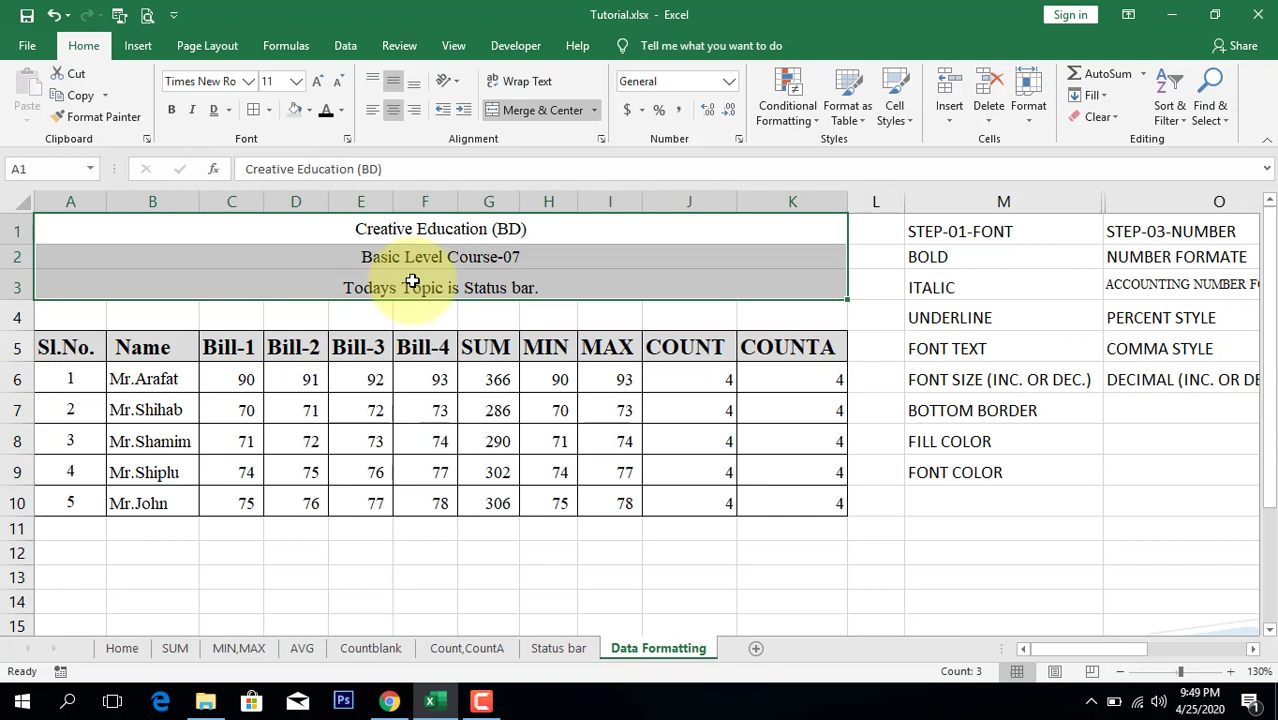 Tutorial.xlsx - Excel
Sign in
File Home Insert Page Layout Formulas Data Review View Developer Help Tell me what you want to do Share
Cut
Copy
Format Painter
Paste
Clipboard
Times New Ro 11
B I D
A
Font
Wrap Text
Merge & Center
Alignment
General
$ % ,
Number
Conditional Formatting
Format as Table
Cell Styles
Styles
Insert Delete Format
Cells
AutoSum
Fill
Clear
Sort & Filter
Find & Select
Editing
A1 fx Creative Education (BD)
A B C D E F G H I J K L M O
1 Creative Education (BD) STEP-01-FONT STEP-03-NUMBER
2 Basic Level Course-07 BOLD NUMBER FORMATE
3 Todays Topic is Status bar. ITALIC ACCOUNTING NUMBER FO
4 UNDERLINE PERCENT STYLE
5 Sl.No. Name Bill-1 Bill-2 Bill-3 Bill-4 SUM MIN MAX COUNT COUNTA FONT TEXT COMMA STYLE
6 1 Mr.Arafat 90 91 92 93 366 90 93 4 4 FONT SIZE (INC. OR DEC.) DECIMAL (INC. OR DE
7 2 Mr.Shihab 70 71 72 73 286 70 73 4 4 BOTTOM BORDER
8 3 Mr.Shamim 71 72 73 74 290 71 74 4 4 FILL COLOR
9 4 Mr.Shiplu 74 75 76 77 302 74 77 4 4 FONT COLOR
10 5 Mr.John 75 76 77 78 306 75 78 4 4
11
12
13
14
15
Home SUM MIN,MAX AVG Countblank Count,CountA Status bar Data Formatting
Ready Count: 3 130%
Ps
9:49 PM
4/25/2020
1